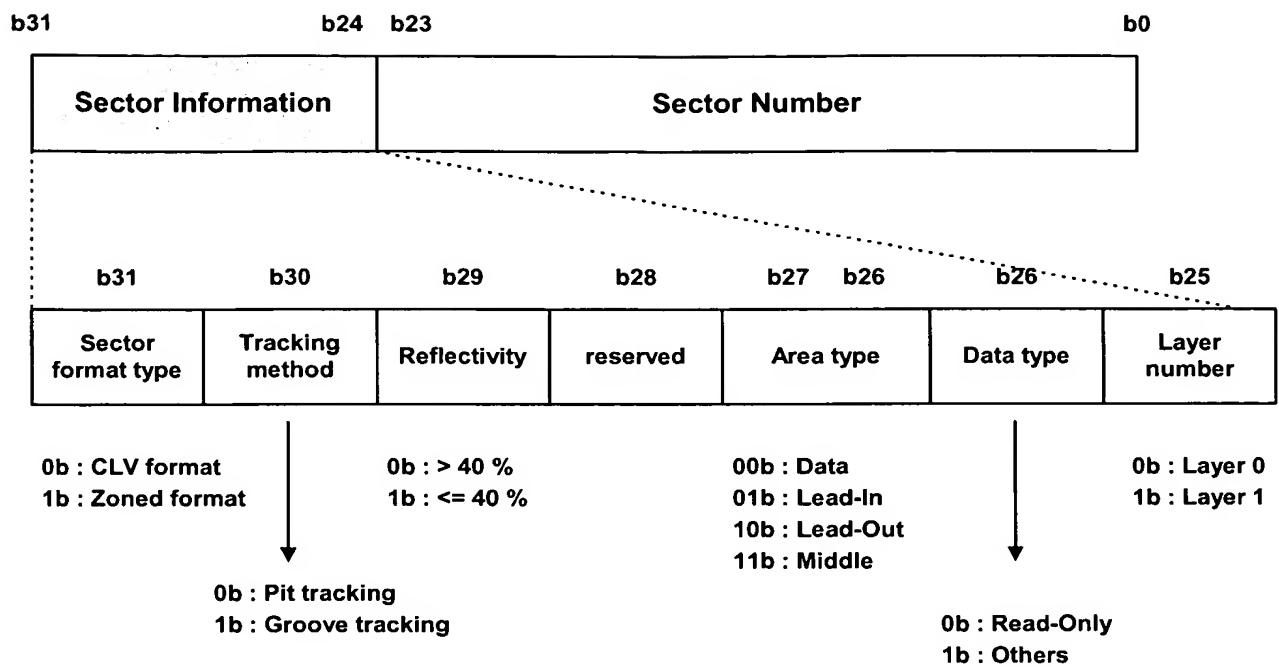 b31 b24 b23 b0
Sector Information Sector Number
b31 b30 b29 b28 b27 b26 b26 b25
Sector format type Tracking method Reflectivity reserved Area type Data type Layer number
0b : CLV format
1b : Zoned format
0b : > 40 %
1b : <= 40 %
00b : Data
01b : Lead-In
10b : Lead-Out
11b : Middle
0b : Layer 0
1b : Layer 1
0b : Pit tracking
1b : Groove tracking
0b : Read-Only
1b : Others